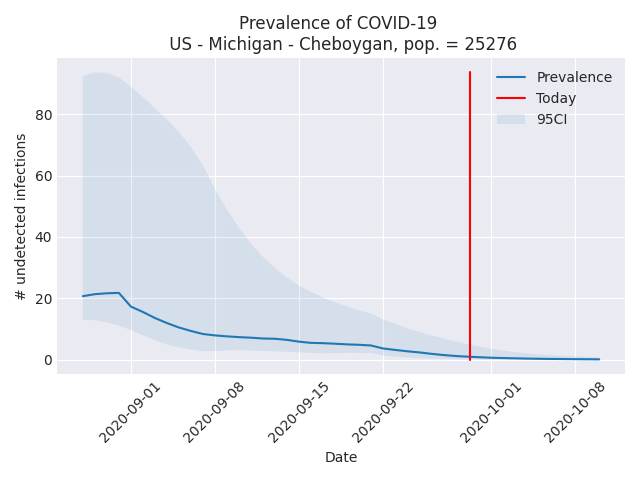 Prevalence of COVID-19
US - Michigan - Cheboygan, pop. = 25276
Prevalence
Today
95CI
# undetected infections
80
60
40
20
0
2020-09-01
2020-09-08
2020-09-15
2020-09-22
2020-10-01
2020-10-08
Date